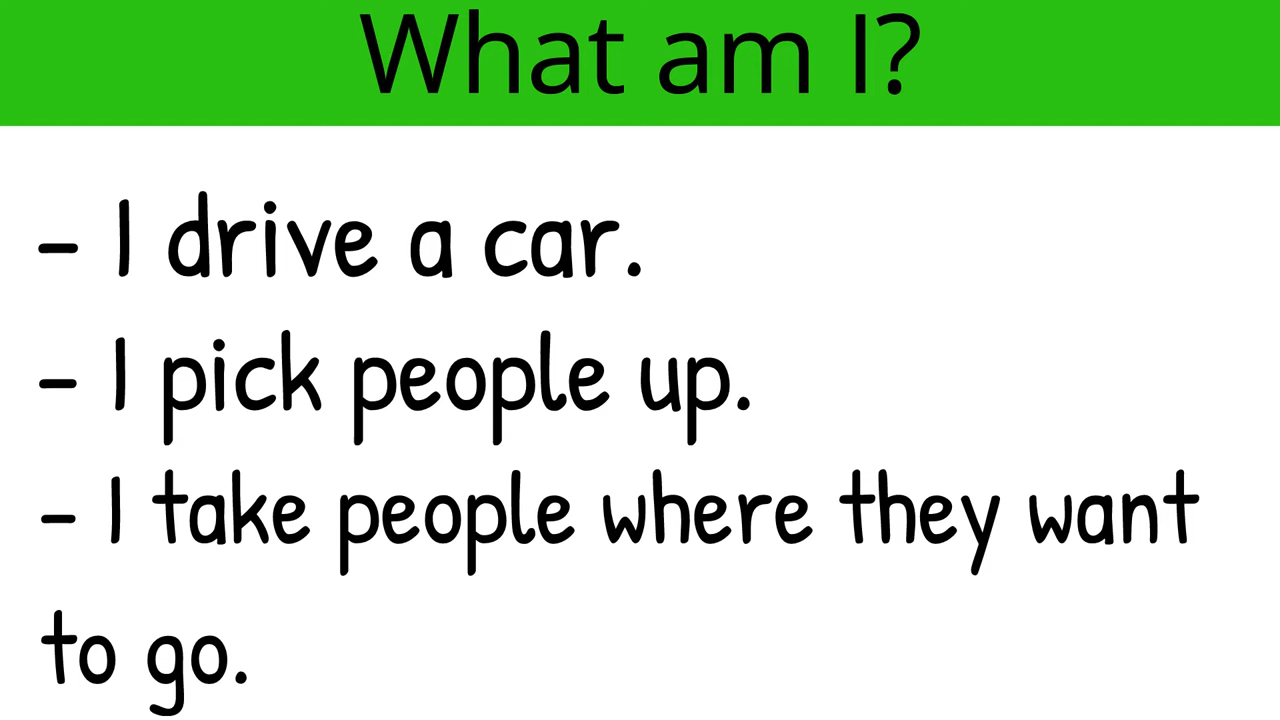 What am I?
- I drive a car.
- I pick people up.
- I take people where they want
to go.